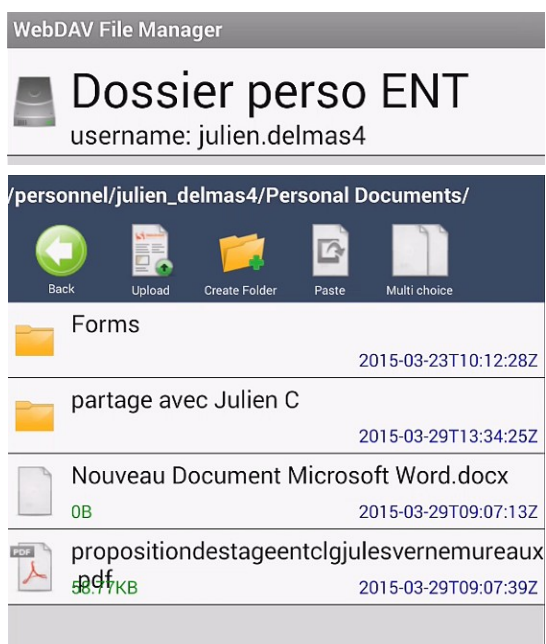 WebDAV File Manager
Dossier perso ENT
username: julien.delmas4
/personnel/julien_delmas4/Personal Documents/
Back Upload Create Folder Paste Multi choice
Forms
2015-03-23T10:12:28Z
partage avec Julien C
2015-03-29T13:34:25Z
Nouveau Document Microsoft Word.docx
0B 2015-03-29T09:07:13Z
PDF propositiondestageentclgjulesvernemureaux
.pdf
58.77KB 2015-03-29T09:07:39Z